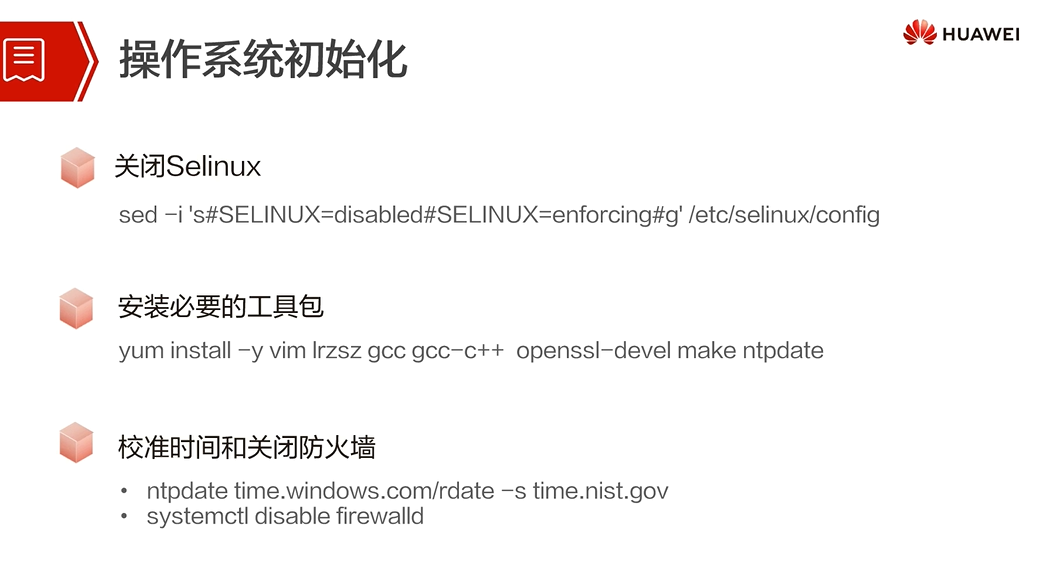 操作系统初始化
HUAWEI
关闭Selinux
sed -i 's#SELINUX=disabled#SELINUX=enforcing#g' /etc/selinux/config
安装必要的工具包
yum install -y vim lrzsz gcc gcc-c++ openssl-devel make ntpdate
校准时间和关闭防火墙
• ntpdate time.windows.com/rdate -s time.nist.gov
• systemctl disable firewalld